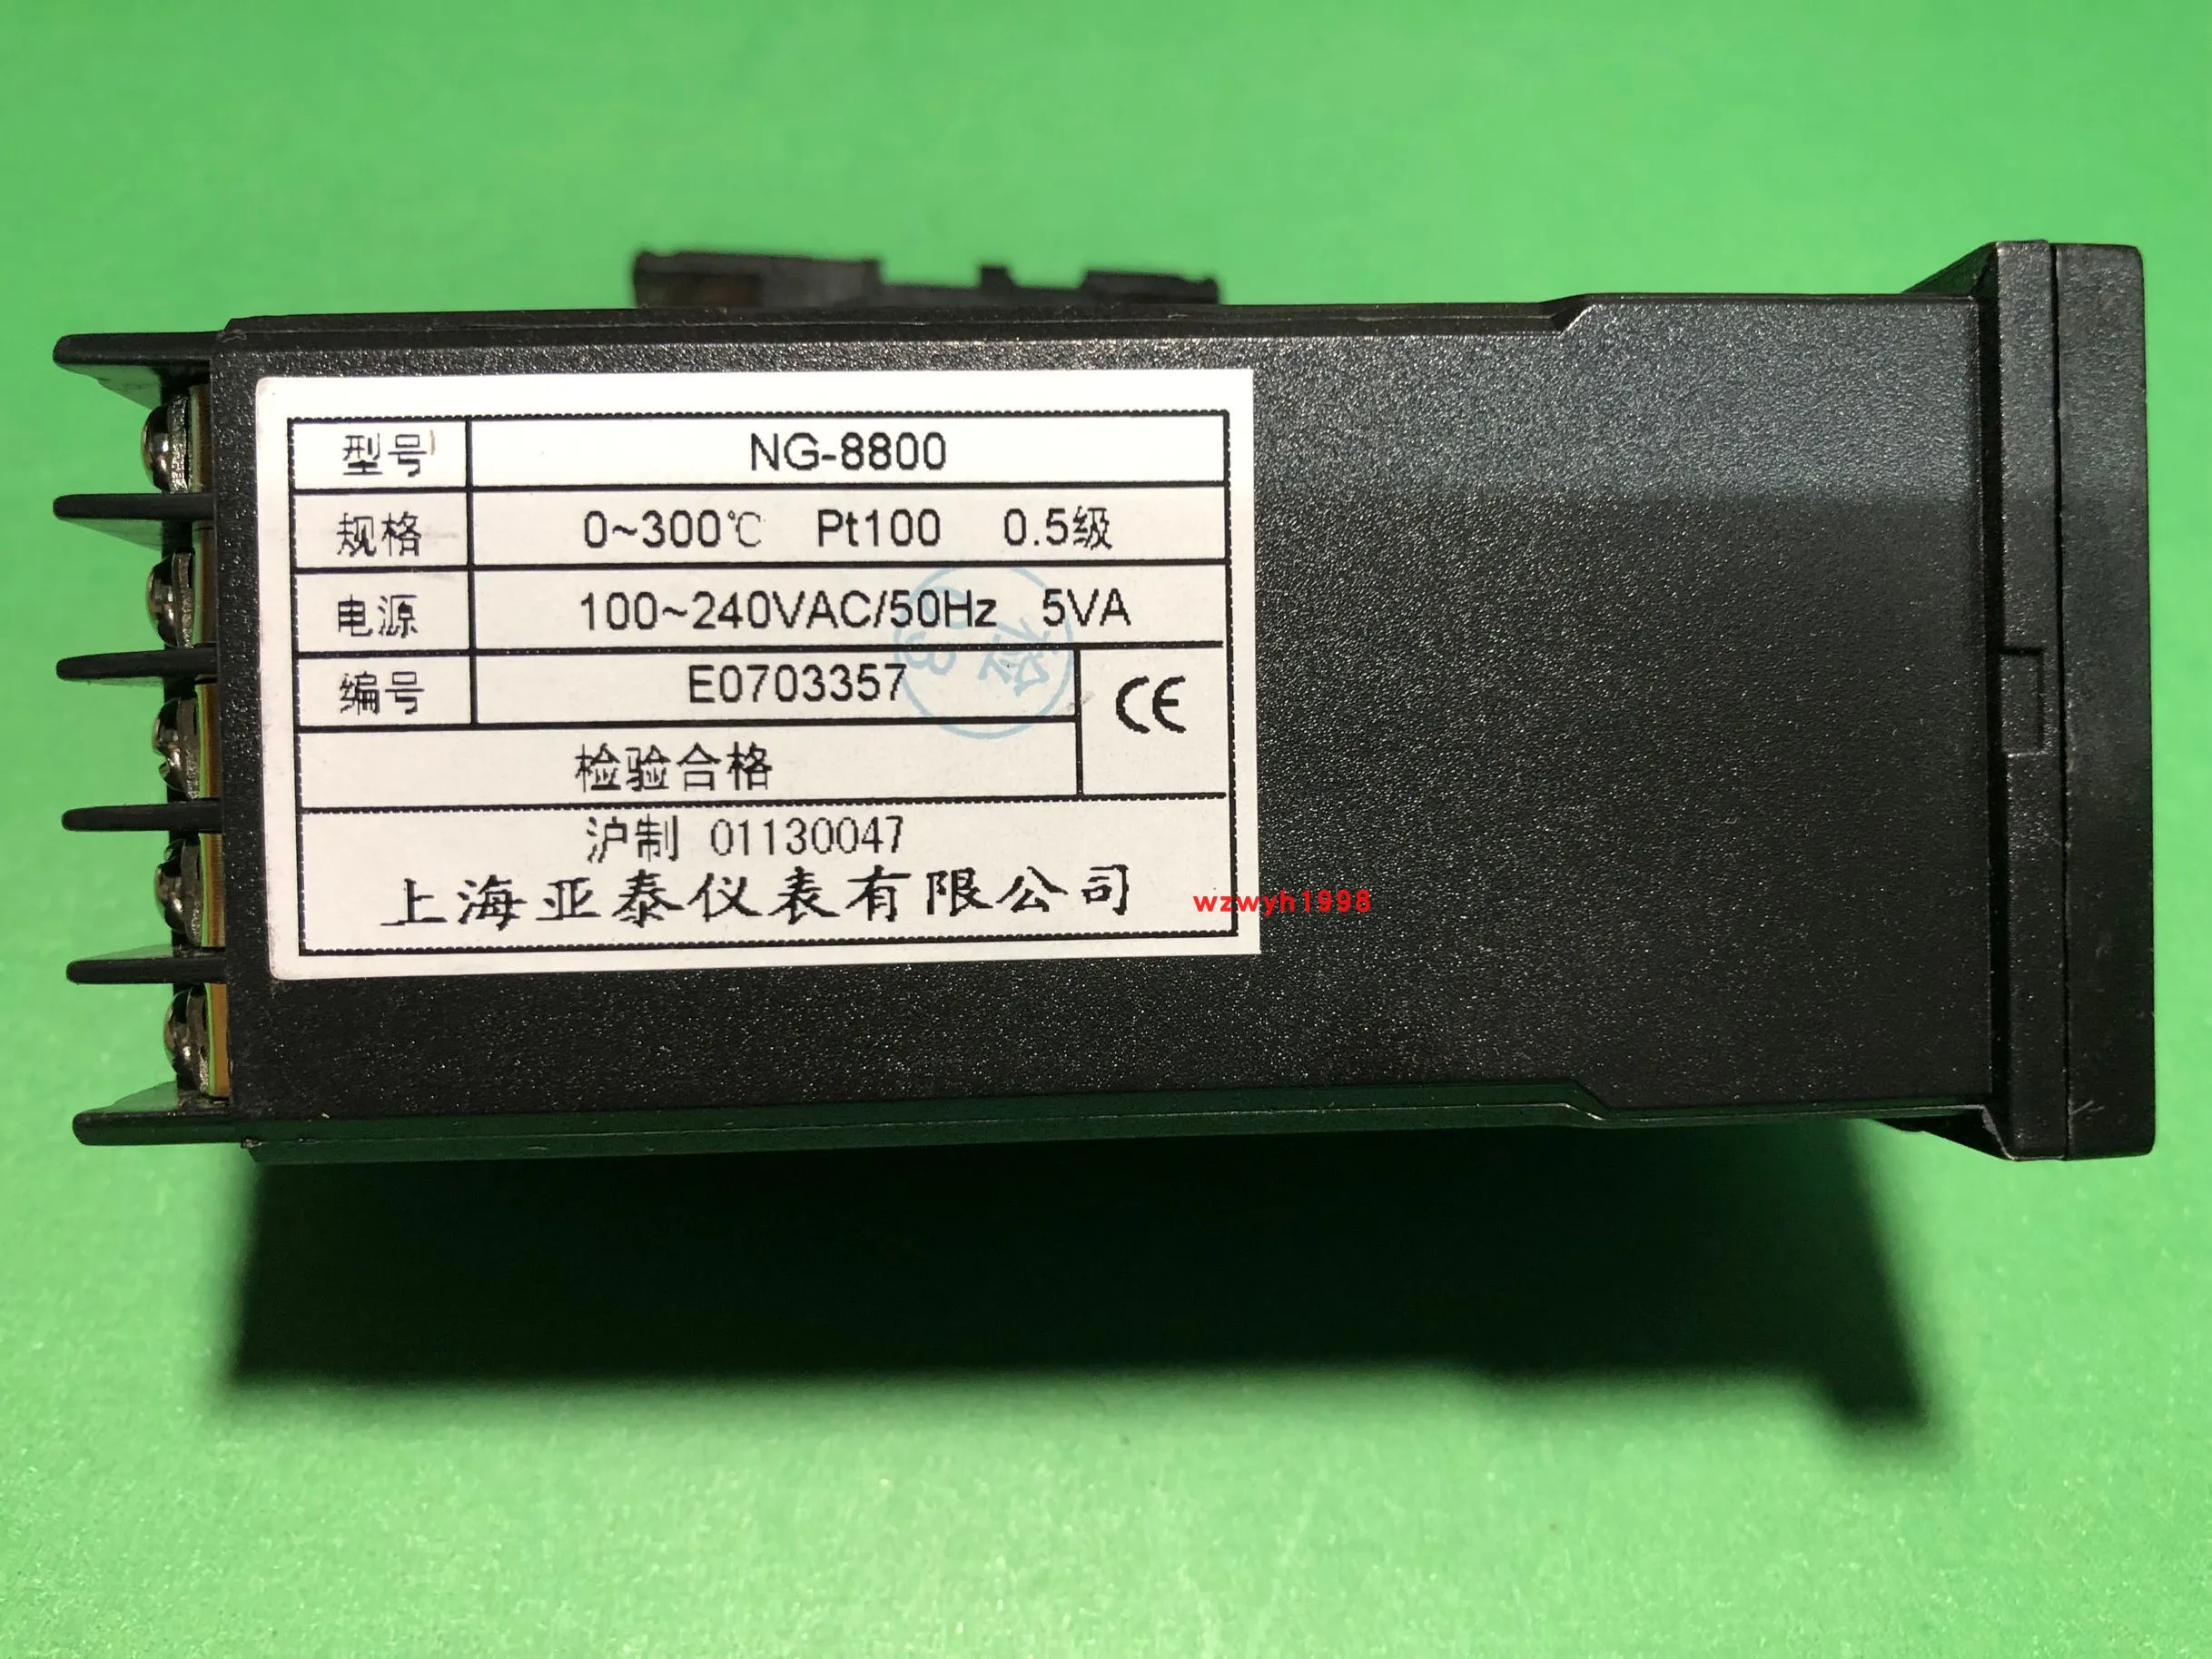 型号 NG-8800
规格 0~300℃ Pt100 0.5级
电源 100~240VAC/50Hz 5VA
编号 E0703357
CE
检验合格
沪制 01130047
上海亚泰仪表有限公司
wzwyh1998